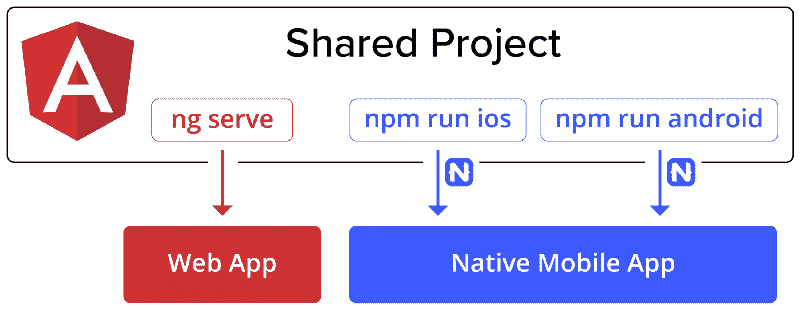 A
Shared Project
ng serve
npm run ios
npm run android
N
N
Web App
Native Mobile App